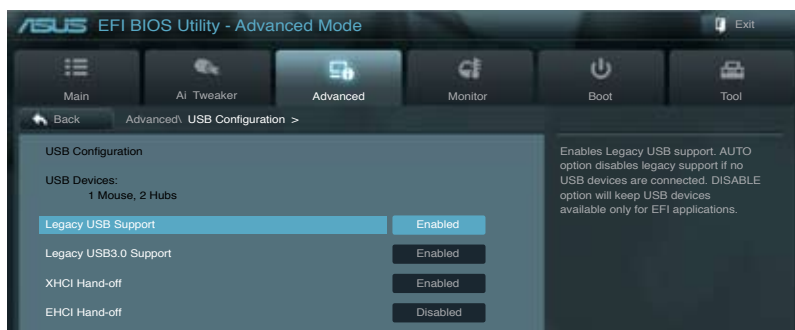 ASUS EFI BIOS Utility - Advanced Mode
Exit
Main
Ai Tweaker
Advanced
Monitor
Boot
Tool
Back
Advanced\ USB Configuration >
USB Configuration
USB Devices:
1 Mouse, 2 Hubs
Legacy USB Support Enabled
Legacy USB3.0 Support Enabled
XHCI Hand-off Enabled
EHCI Hand-off Disabled
Enables Legacy USB support. AUTO
option disables legacy support if no
USB devices are connected. DISABLE
option will keep USB devices
available only for EFI applications.